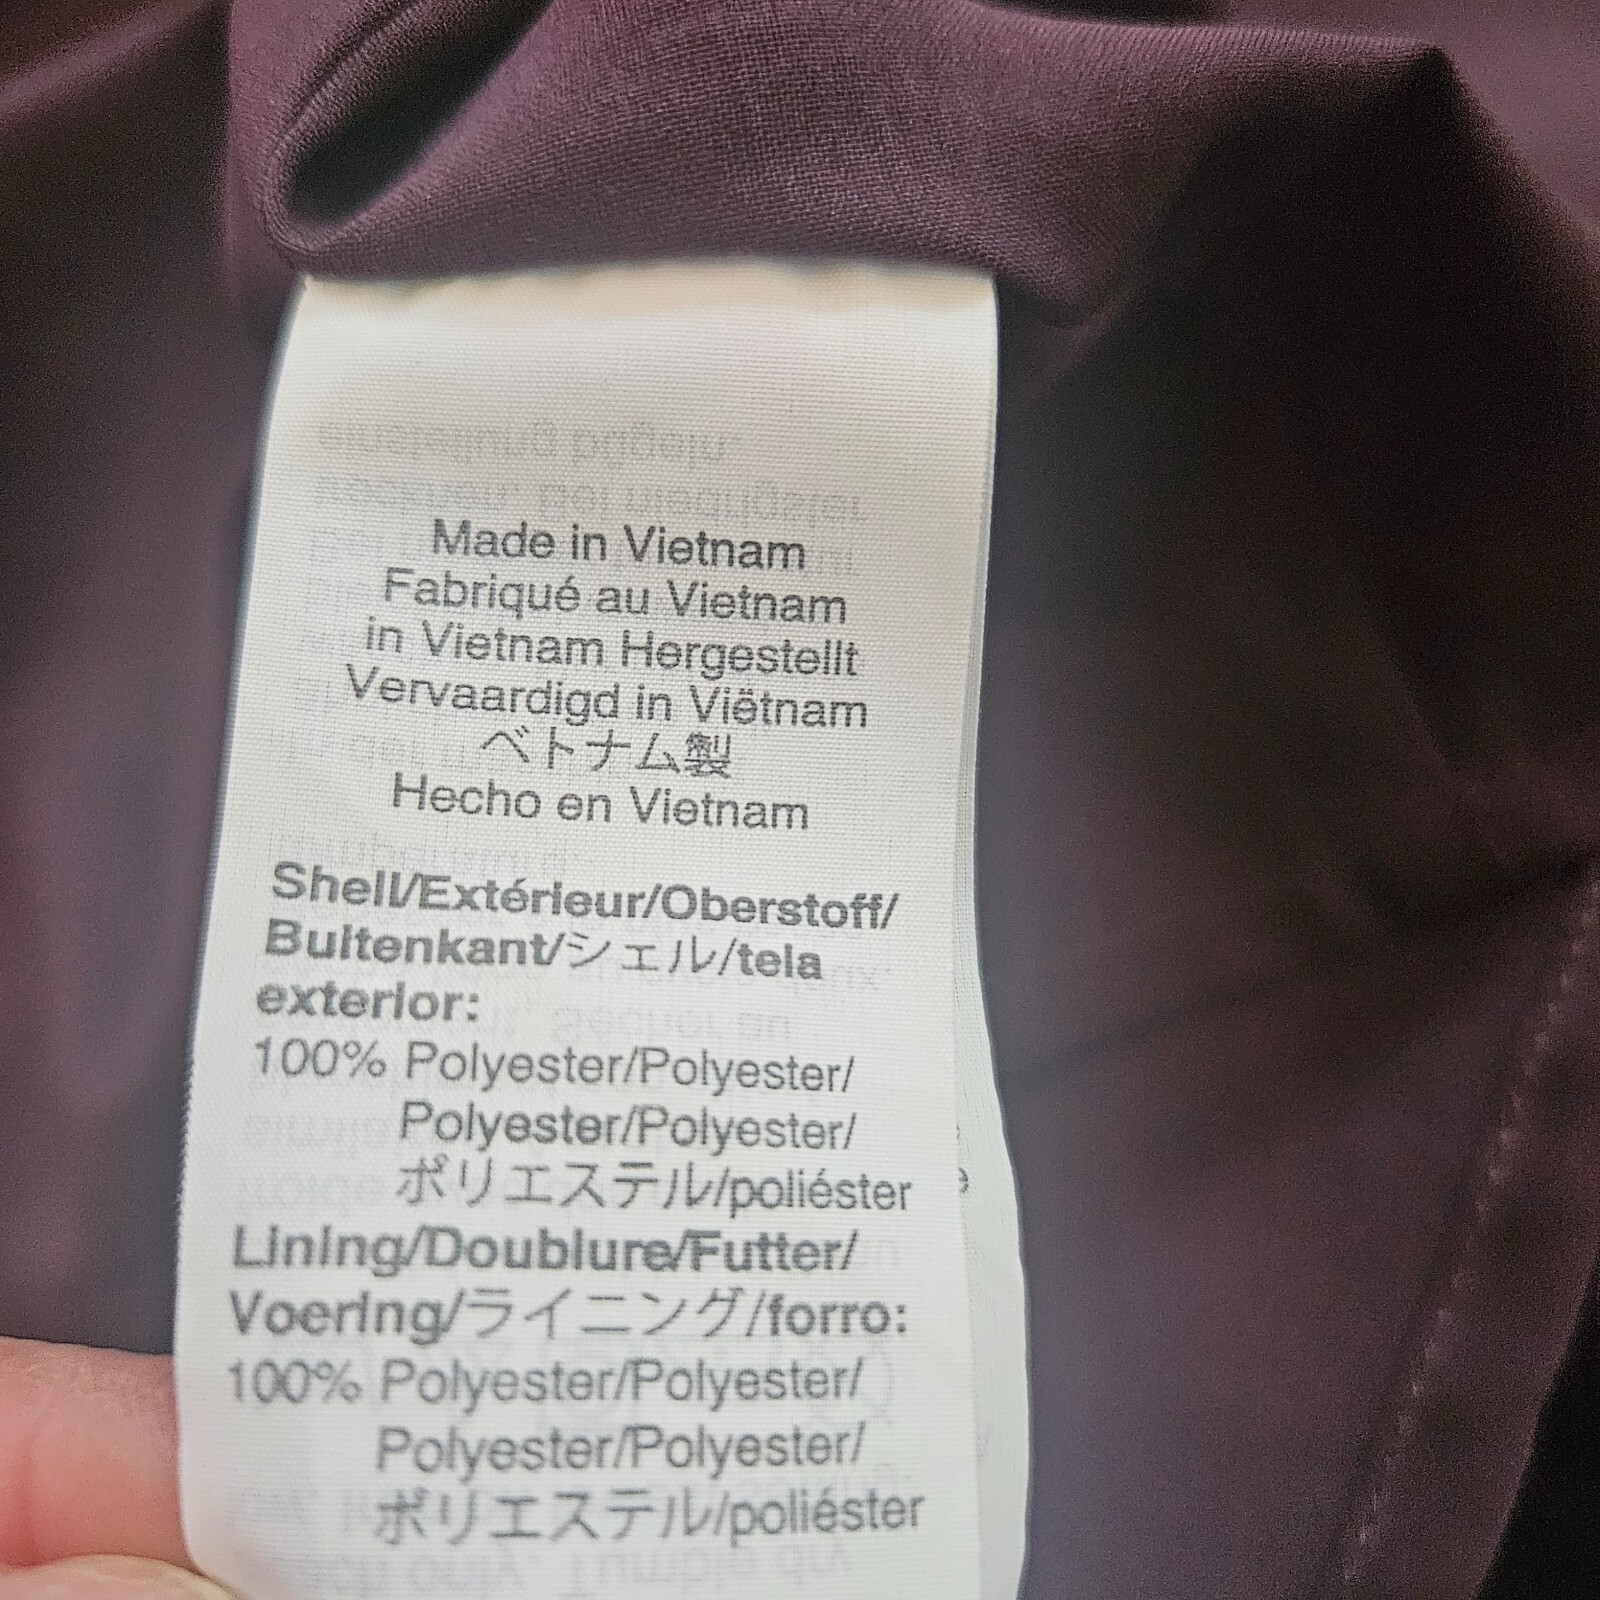 Made in Vietnam
Fabriqué au Vietnam
in Vietnam Hergestellt
Vervaardigd in Viëtnam
ベトナム製
Hecho en Vietnam
Shell/Extérieur/Oberstoff/
Buitenkant/シェル/tela
exterior:
100% Polyester/Polyester/
Polyester/Polyester/
ポリエステル/poliéster
Lining/Doublure/Futter/
Voering/ライニング/forro:
100% Polyester/Polyester/
Polyester/Polyester/
ポリエステル/poliéster